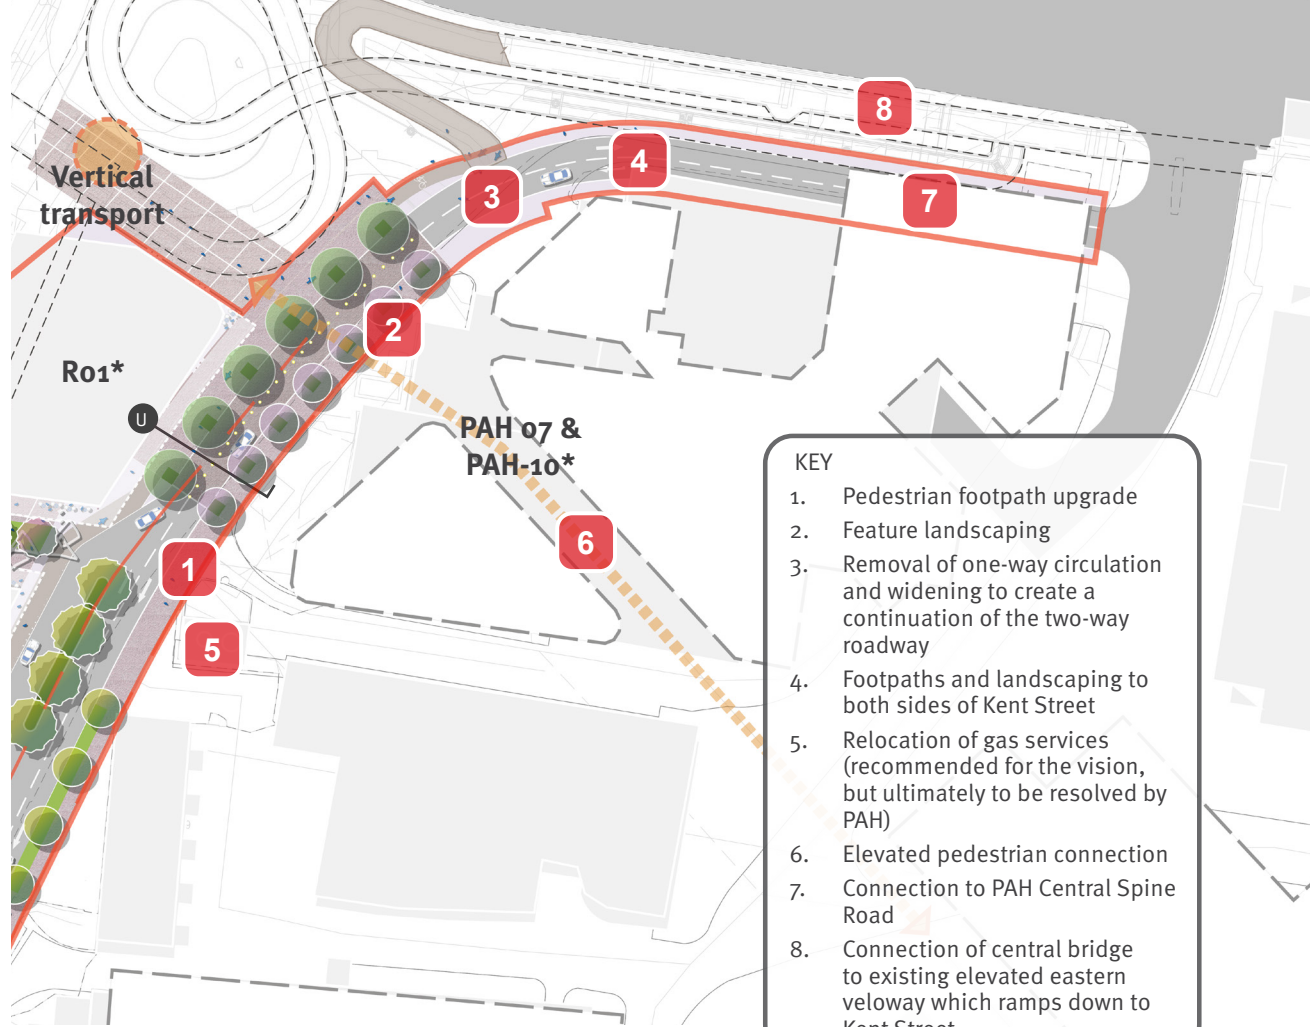 8
4
3
7
Vertical
transport
2
R01*
U
PAH 07 &
PAH-10*
6
1
5
KEY
1. Pedestrian footpath upgrade
2. Feature landscaping
3. Removal of one-way circulation
and widening to create a
continuation of the two-way
roadway
4. Footpaths and landscaping to
both sides of Kent Street
5. Relocation of gas services
(recommended for the vision,
but ultimately to be resolved by
PAH)
6. Elevated pedestrian connection
7. Connection to PAH Central Spine
Road
8. Connection of central bridge
to existing elevated eastern
veloway which ramps down to
Kent Street